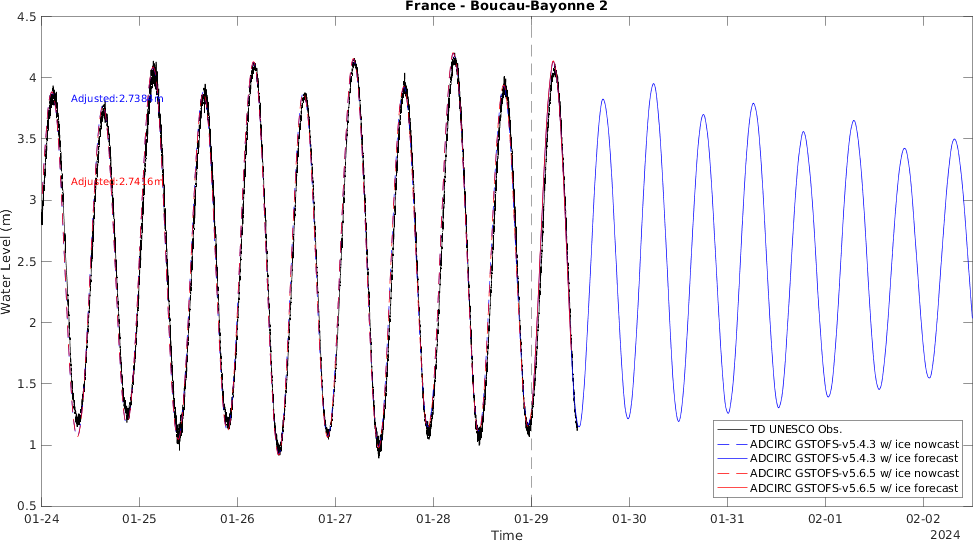 France - Boucau-Bayonne 2
4.5
4
3.5
3
2.5
2
1.5
1
0.5
Water Level (m)
Adjusted:2.7416m
TD UNESCO Obs.
ADCIRC GSTOFS-v5.4.3 w/ ice nowcast
ADCIRC GSTOFS-v5.4.3 w/ ice forecast
ADCIRC GSTOFS-v5.6.5 w/ ice nowcast
ADCIRC GSTOFS-v5.6.5 w/ ice forecast
01-24 01-25 01-26 01-27 01-28 01-29 01-30 01-31 02-01 02-02
Time
2024